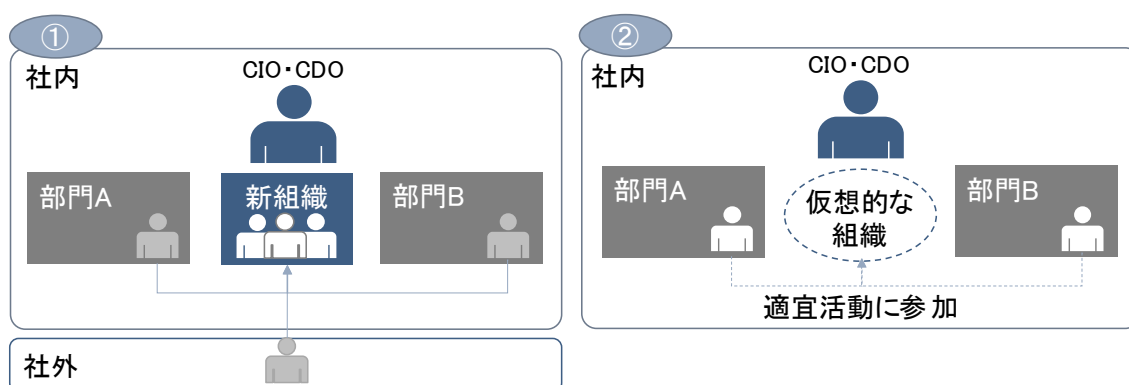 ①
社内
CIO・CDO
部門A
新組織
部門B
社外
②
社内
CIO・CDO
部門A
仮想的な
組織
部門B
適宜活動に参加